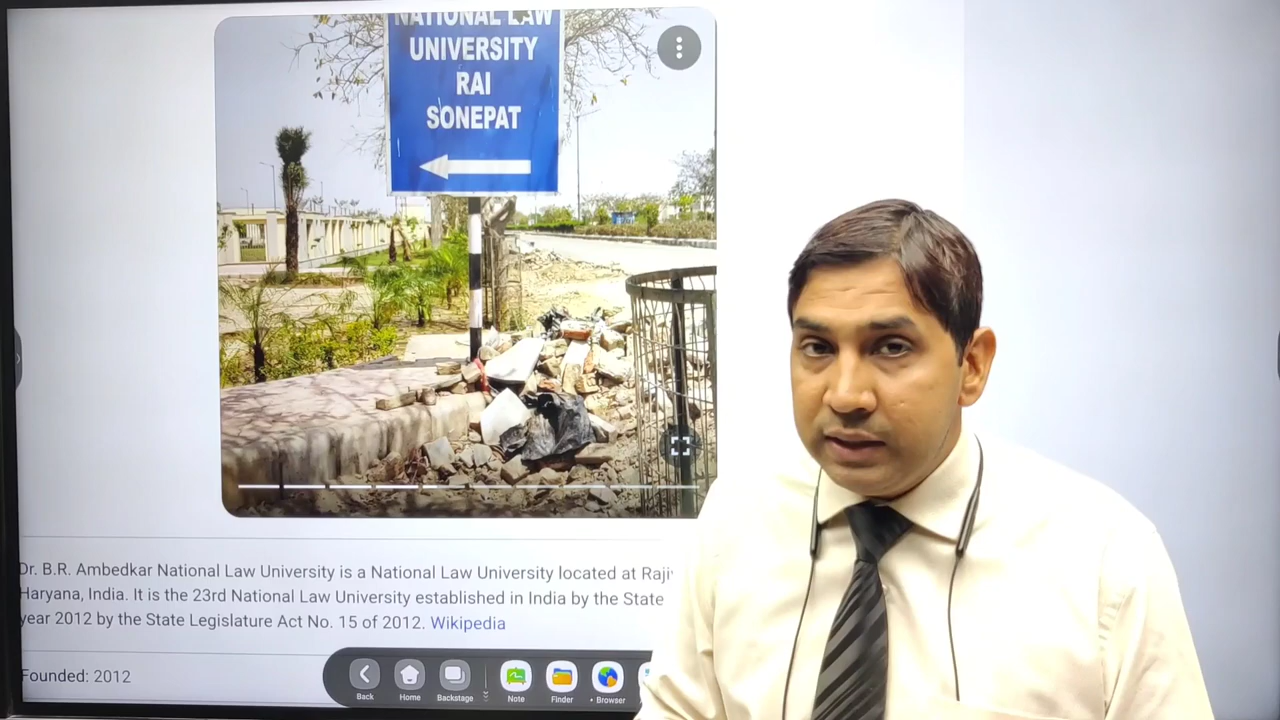 NATIONAL LAW
UNIVERSITY
RAI
SONEPAT
Dr. B.R. Ambedkar National Law University is a National Law University located at Rajiv
Haryana, India. It is the 23rd National Law University established in India by the State
year 2012 by the State Legislature Act No. 15 of 2012. Wikipedia
Founded: 2012
Back Home Backstage Note Finder Browser